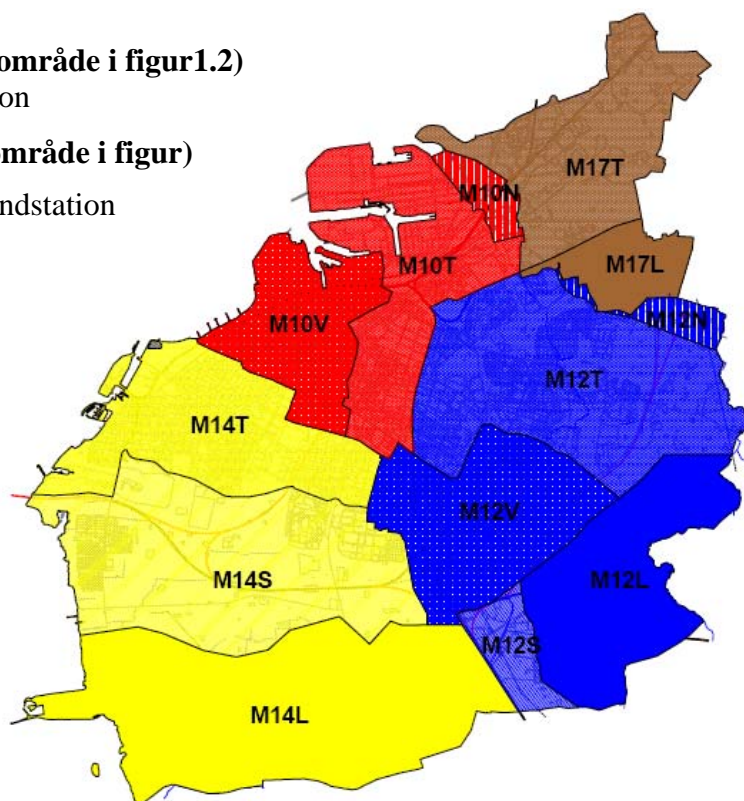 område i figur1.2)
on
område i figur)
ndstation
M17T
M10N
M10T
M17L
M10V
M12N
M12T
M14T
M12V
M14S
M12L
M12S
M14L